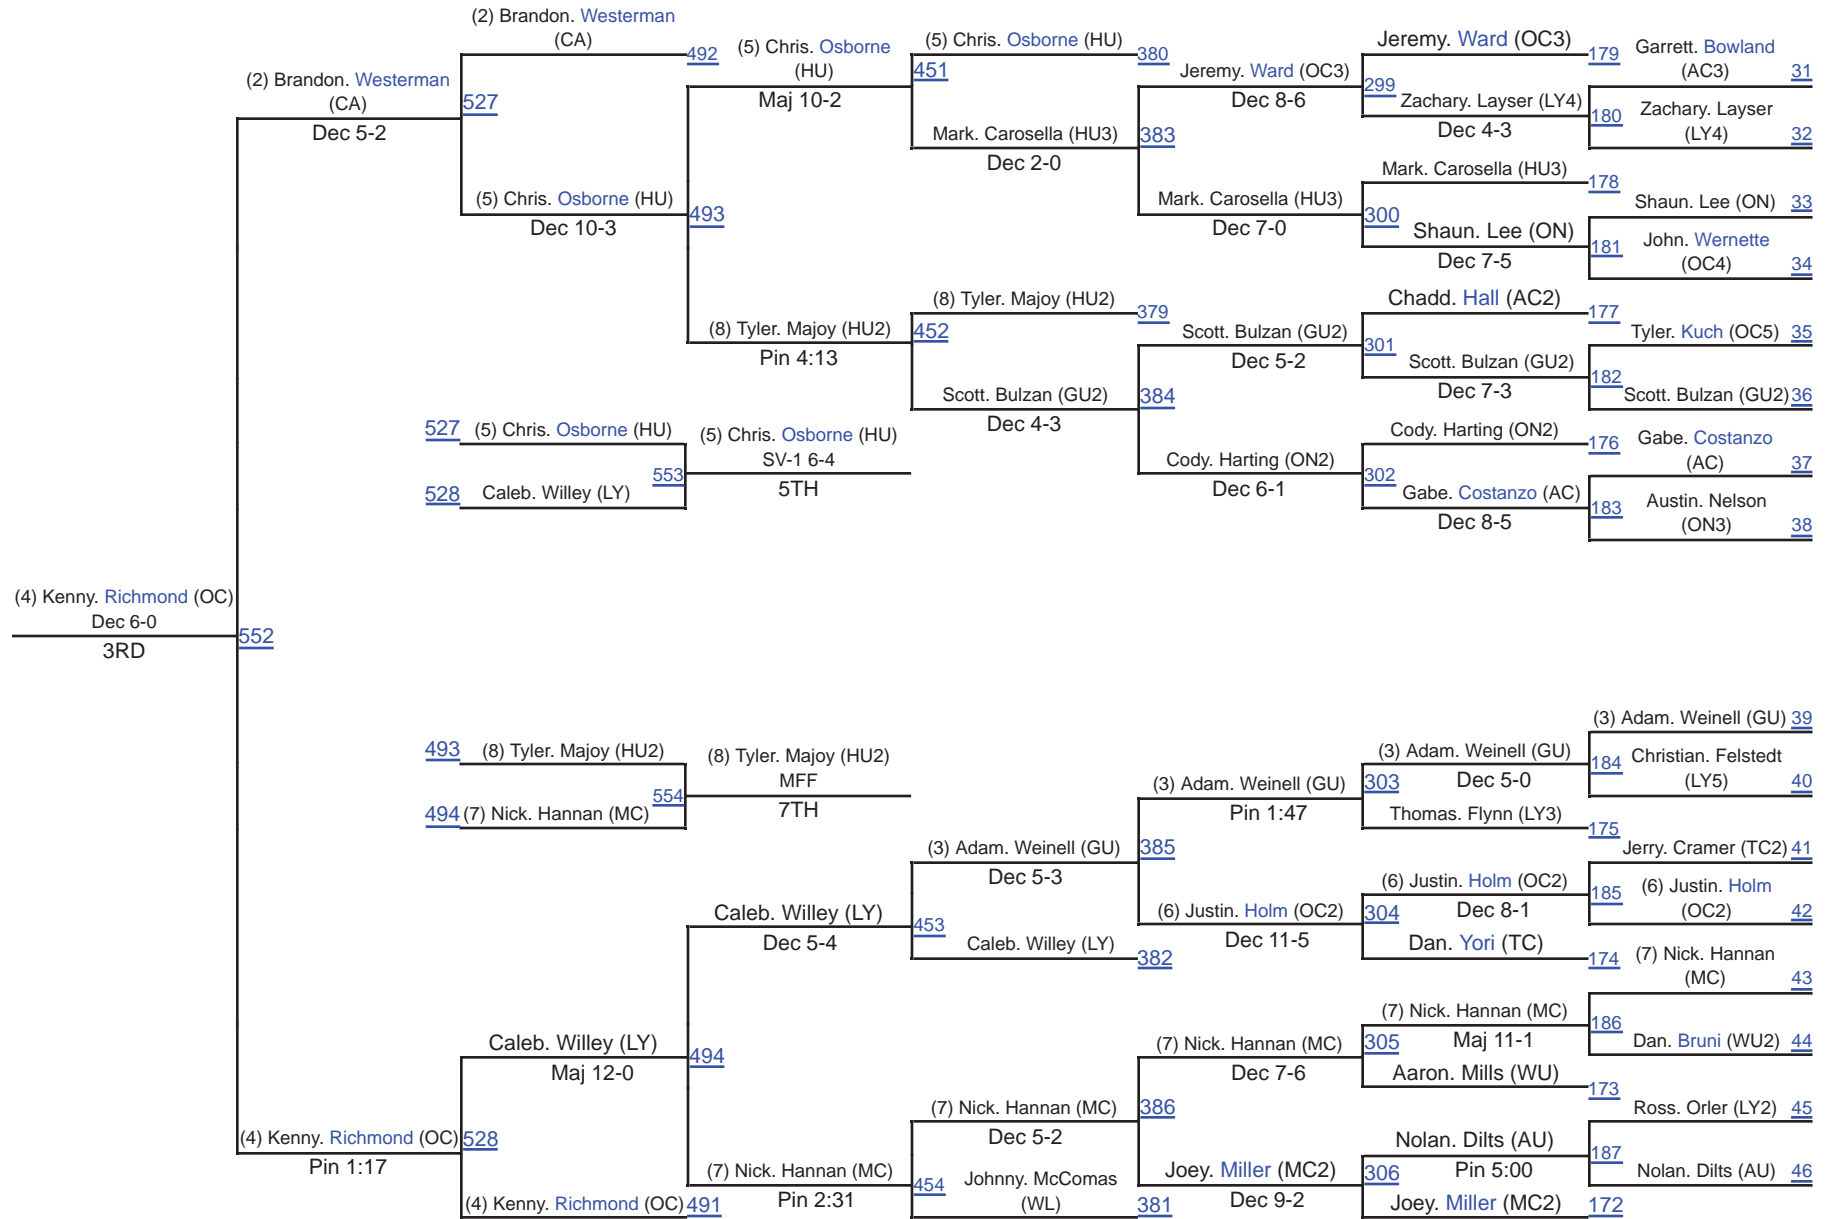 (2) Brandon. Westerman
(CA)
492
(2) Brandon. Westerman
(CA)
527
Dec 5-2
(5) Chris. Osborne (HU)
Dec 10-3
493
(5) Chris. Osborne
(HU)
451
Maj 10-2
(8) Tyler. Majoy (HU2)
452
Pin 4:13
(5) Chris. Osborne (HU)
380
Mark. Carosella (HU3)
383
Dec 2-0
(8) Tyler. Majoy (HU2)
379
Scott. Bulzan (GU2)
384
Dec 4-3
Jeremy. Ward (OC3)
299
Dec 8-6
Mark. Carosella (HU3)
300
Dec 7-0
Scott. Bulzan (GU2)
301
Dec 5-2
Cody. Harting (ON2)
302
Dec 6-1
Jeremy. Ward (OC3)
179
Zachary. Layser (LY4)
180
Dec 4-3
Mark. Carosella (HU3)
178
Shaun. Lee (ON)
181
Dec 7-5
Chadd. Hall (AC2)
177
Scott. Bulzan (GU2)
182
Dec 7-3
Cody. Harting (ON2)
176
Gabe. Costanzo (AC)
183
Dec 8-5
Garrett. Bowland
(AC3)
31
Zachary. Layser
(LY4)
32
Shaun. Lee (ON)
33
John. Wernette
(OC4)
34
Tyler. Kuch (OC5)
35
Scott. Bulzan (GU2)
36
Gabe. Costanzo
(AC)
37
Austin. Nelson
(ON3)
38
527
(5) Chris. Osborne (HU)
528
Caleb. Willey (LY)
553
(5) Chris. Osborne (HU)
SV-1 6-4
5TH
(4) Kenny. Richmond (OC)
Dec 6-0
552
3RD
493
(8) Tyler. Majoy (HU2)
494
(7) Nick. Hannan (MC)
554
(8) Tyler. Majoy (HU2)
MFF
7TH
(4) Kenny. Richmond (OC)
528
Pin 1:17
Caleb. Willey (LY)
494
Maj 12-0
(4) Kenny. Richmond (OC)
491
Caleb. Willey (LY)
453
Dec 5-4
(7) Nick. Hannan (MC)
454
Pin 2:31
(3) Adam. Weinell (GU)
385
Dec 5-3
Caleb. Willey (LY)
382
(7) Nick. Hannan (MC)
386
Dec 5-2
Johnny. McComas
(WL)
381
(3) Adam. Weinell (GU)
303
Pin 1:47
(6) Justin. Holm (OC2)
304
Dec 11-5
(7) Nick. Hannan (MC)
305
Dec 7-6
Joey. Miller (MC2)
306
Dec 9-2
(3) Adam. Weinell (GU)
184
Dec 5-0
Thomas. Flynn (LY3)
175
(6) Justin. Holm (OC2)
185
Dec 8-1
Dan. Yori (TC)
174
(7) Nick. Hannan (MC)
186
Maj 11-1
Aaron. Mills (WU)
173
Nolan. Dilts (AU)
187
Pin 5:00
Joey. Miller (MC2)
172
(3) Adam. Weinell (GU)
39
Christian. Felstedt
(LY5)
40
Jerry. Cramer (TC2)
41
(6) Justin. Holm
(OC2)
42
(7) Nick. Hannan
(MC)
43
Dan. Bruni (WU2)
44
Ross. Orler (LY2)
45
Nolan. Dilts (AU)
46